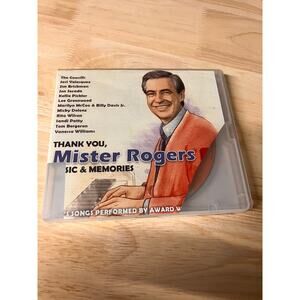 The Cowsills
Jaci Velasquez
Jim Brickman
Jon Secada
Kellie Pickler
Lee Greenwood
Marilyn McCoo & Billy Davis Jr.
Micky Dolenz
Rita Wilson
Sandi Patty
Tom Bergeron
Vanessa Williams
THANK YOU,
Mister Rogers
SIC & MEMORIES
SONGS PERFORMED BY AWARD W